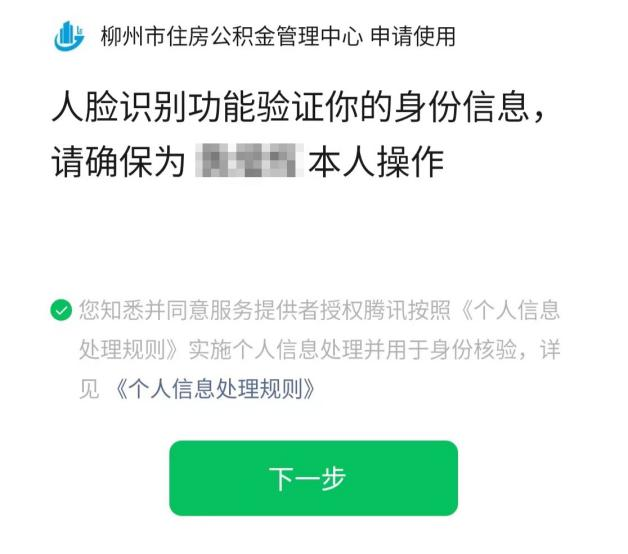 柳州市住房公积金管理中心 申请使用
人脸识别功能验证你的身份信息，
请确保为 本人操作
您知悉并同意服务提供者授权腾讯按照《个人信息
处理规则》实施个人信息处理并用于身份核验，详
见 《个人信息处理规则》
下一步